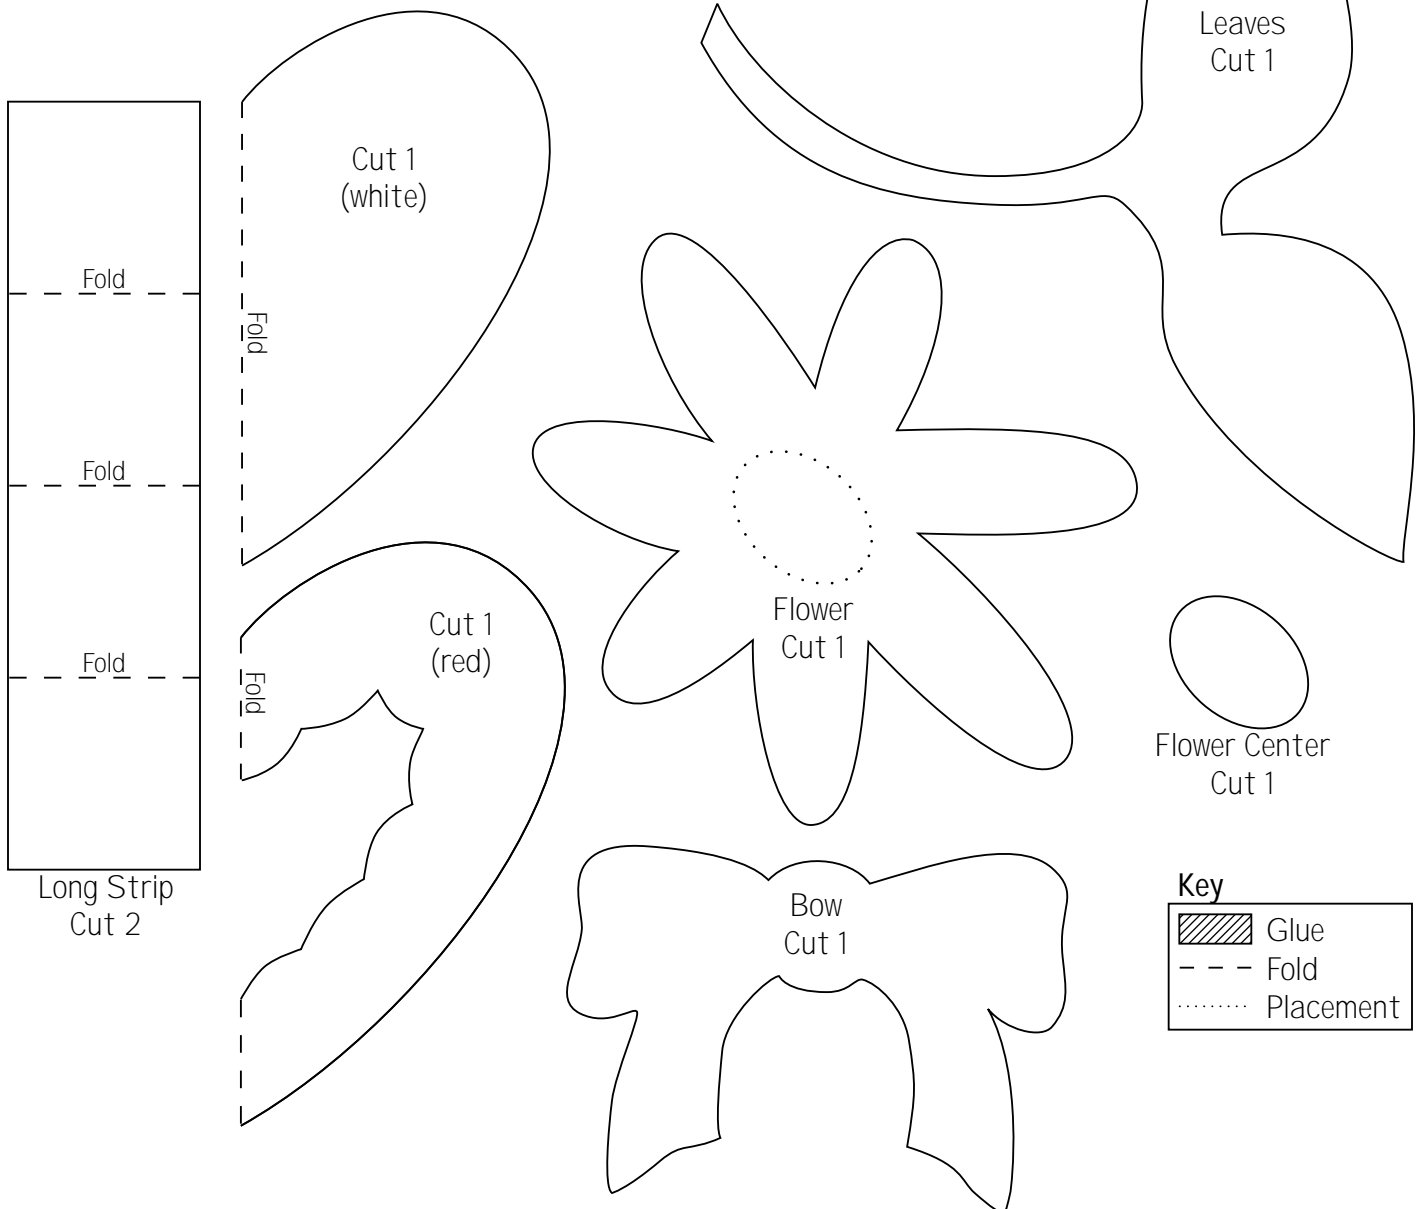 Leaves
Cut 1
Cut 1
(white)
Fold
Fold
Fold
Fold
Long Strip
Cut 2
Cut 1
(red)
Fold
Flower
Cut 1
Flower Center
Cut 1
Bow
Cut 1
Key
Glue
Fold
Placement